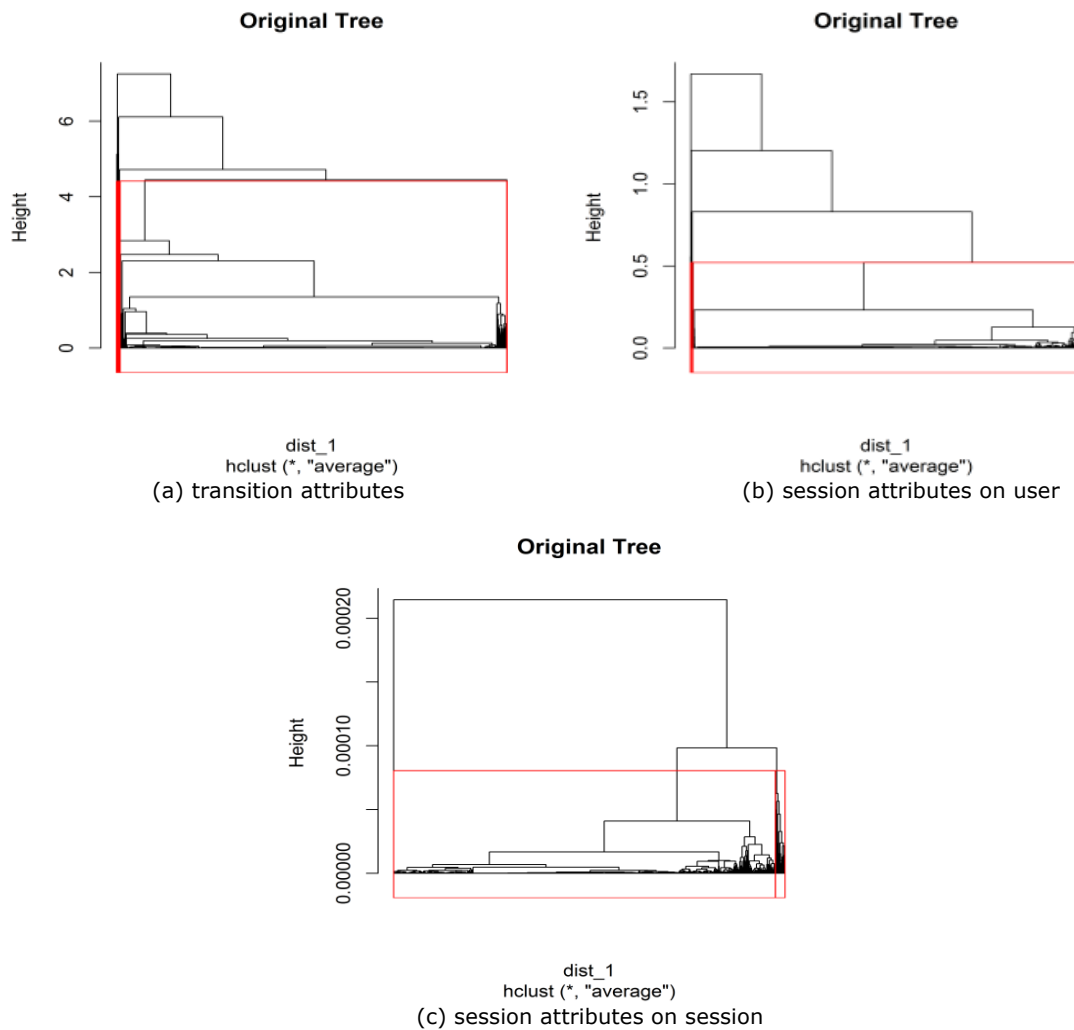 Original Tree
Height
6
4
2
0
dist_1
hclust (*, "average")
(a) transition attributes
Original Tree
Height
1.5
1.0
0.5
0.0
dist_1
hclust (*, "average")
(b) session attributes on user
Original Tree
Height
0.00020
0.00010
0.00000
dist_1
hclust (*, "average")
(c) session attributes on session